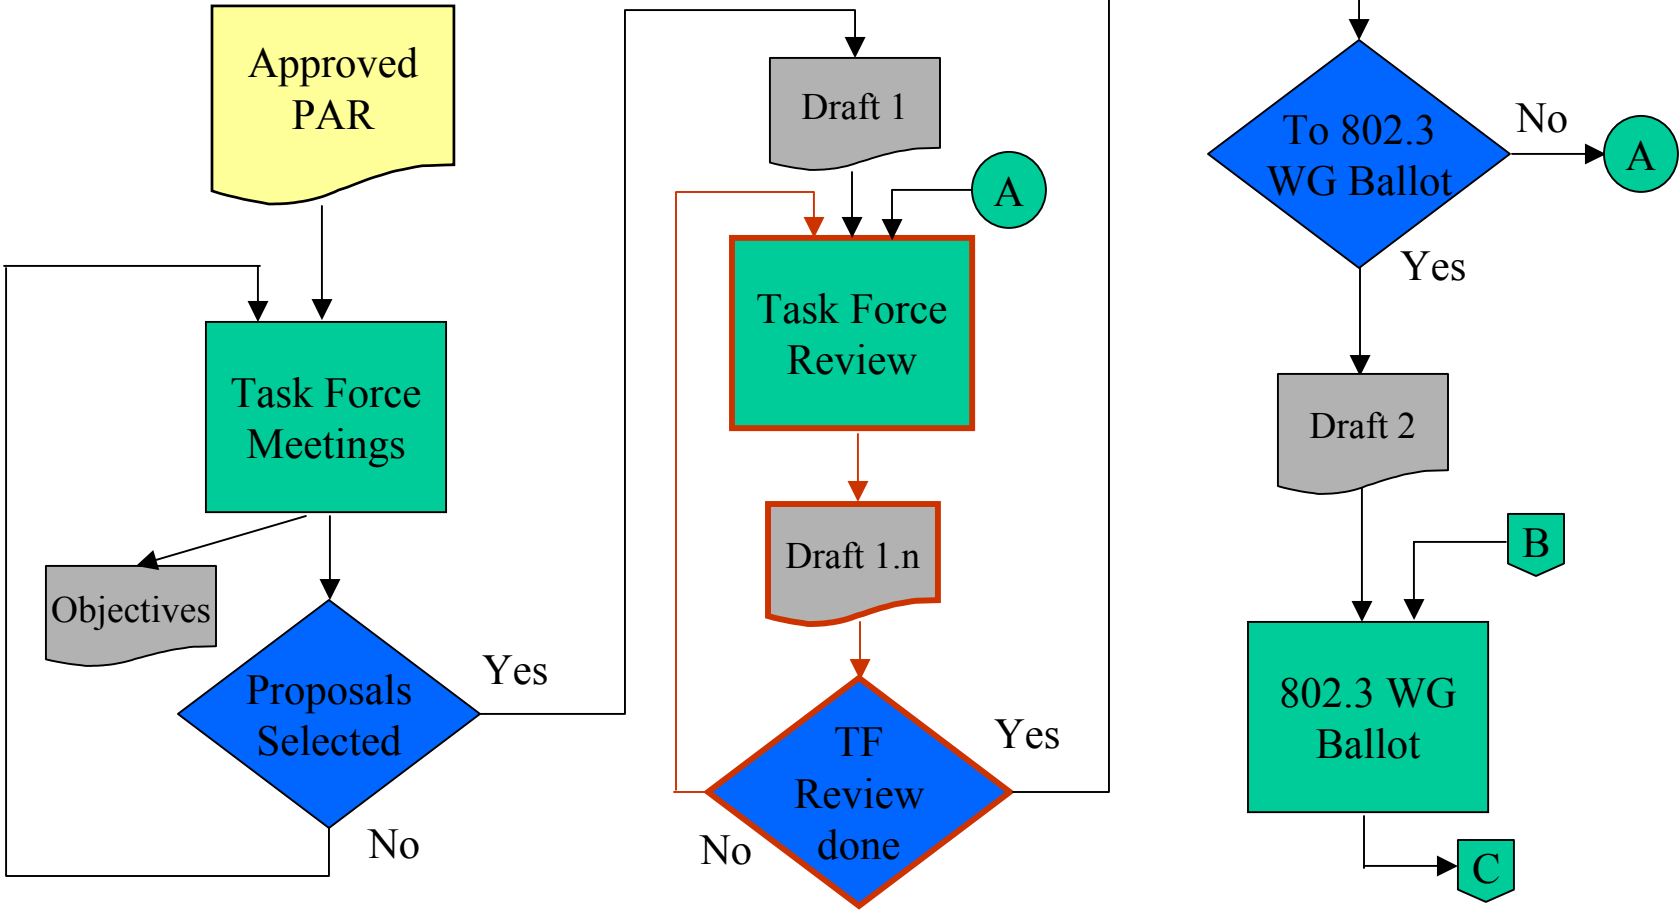 Approved
PAR
Task Force
Meetings
Objectives
Proposals
Selected
Yes
No
Draft 1
A
Task Force
Review
Draft 1.n
TF
Review
done
Yes
No
To 802.3
WG Ballot
No
A
Yes
Draft 2
B
802.3 WG
Ballot
C